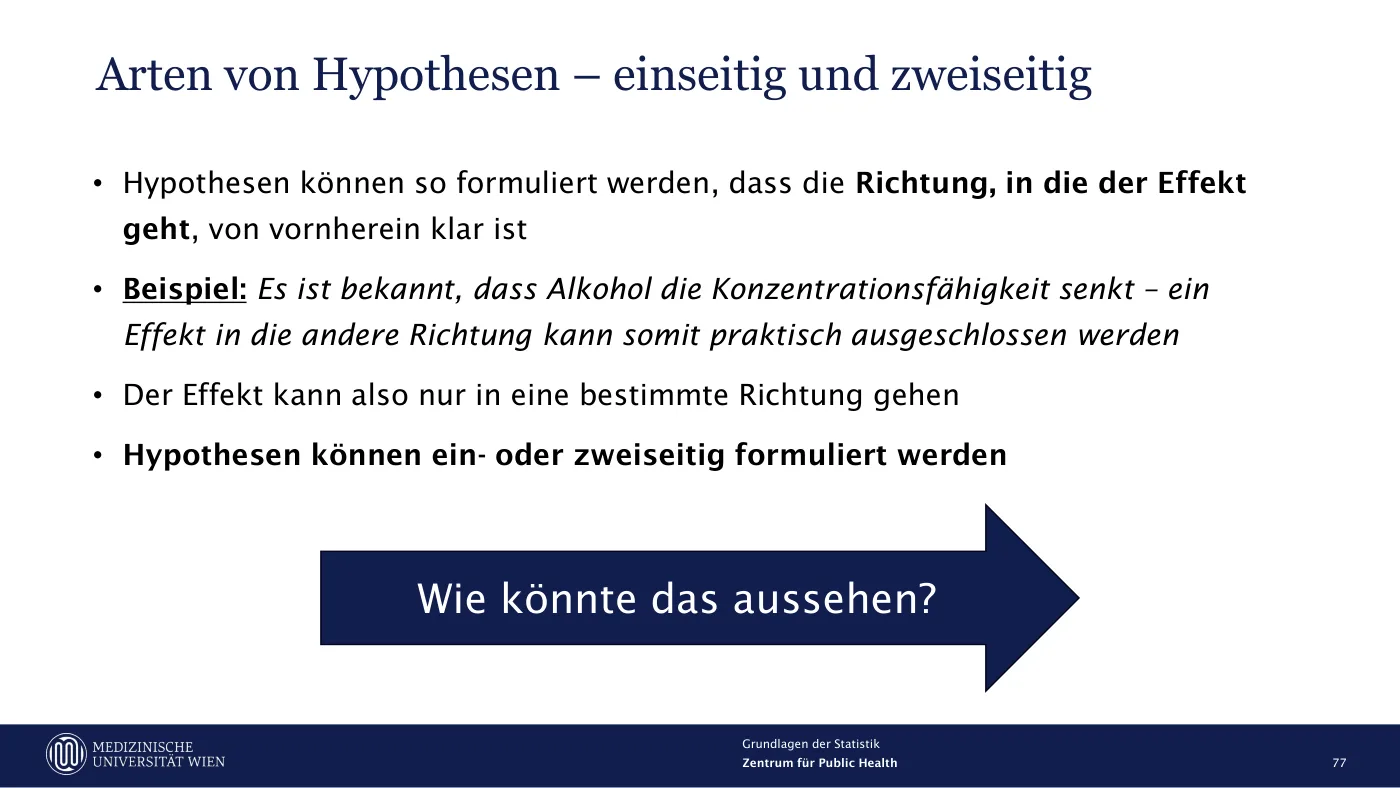 Arten von Hypothesen – einseitig und zweiseitig
• Hypothesen können so formuliert werden, dass die Richtung, in die der Effekt
geht, von vornherein klar ist
• Beispiel: Es ist bekannt, dass Alkohol die Konzentrationsfähigkeit senkt – ein
Effekt in die andere Richtung kann somit praktisch ausgeschlossen werden
• Der Effekt kann also nur in eine bestimmte Richtung gehen
• Hypothesen können ein- oder zweiseitig formuliert werden
Wie könnte das aussehen?
MEDIZINISCHE
UNIVERSITÄT WIEN
Grundlagen der Statistik
Zentrum für Public Health
77